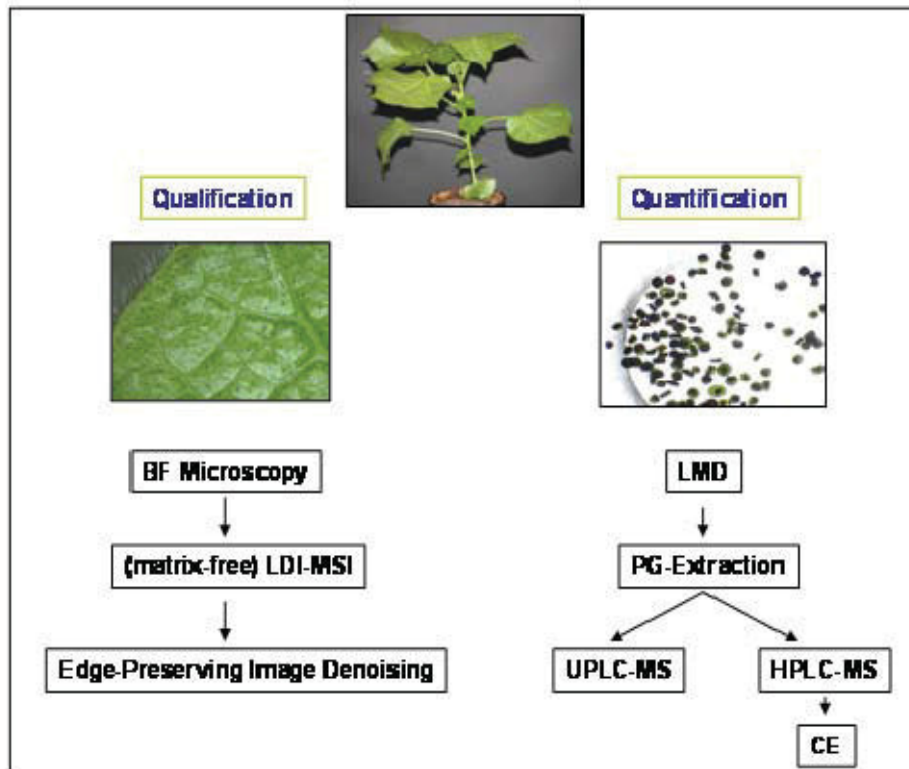 Qualification
Quantification
BF Microscopy
(matrix-free) LDI-MSI
Edge-Preserving Image Denoising
LMD
PG-Extraction
UPLC-MS
HPLC-MS
CE